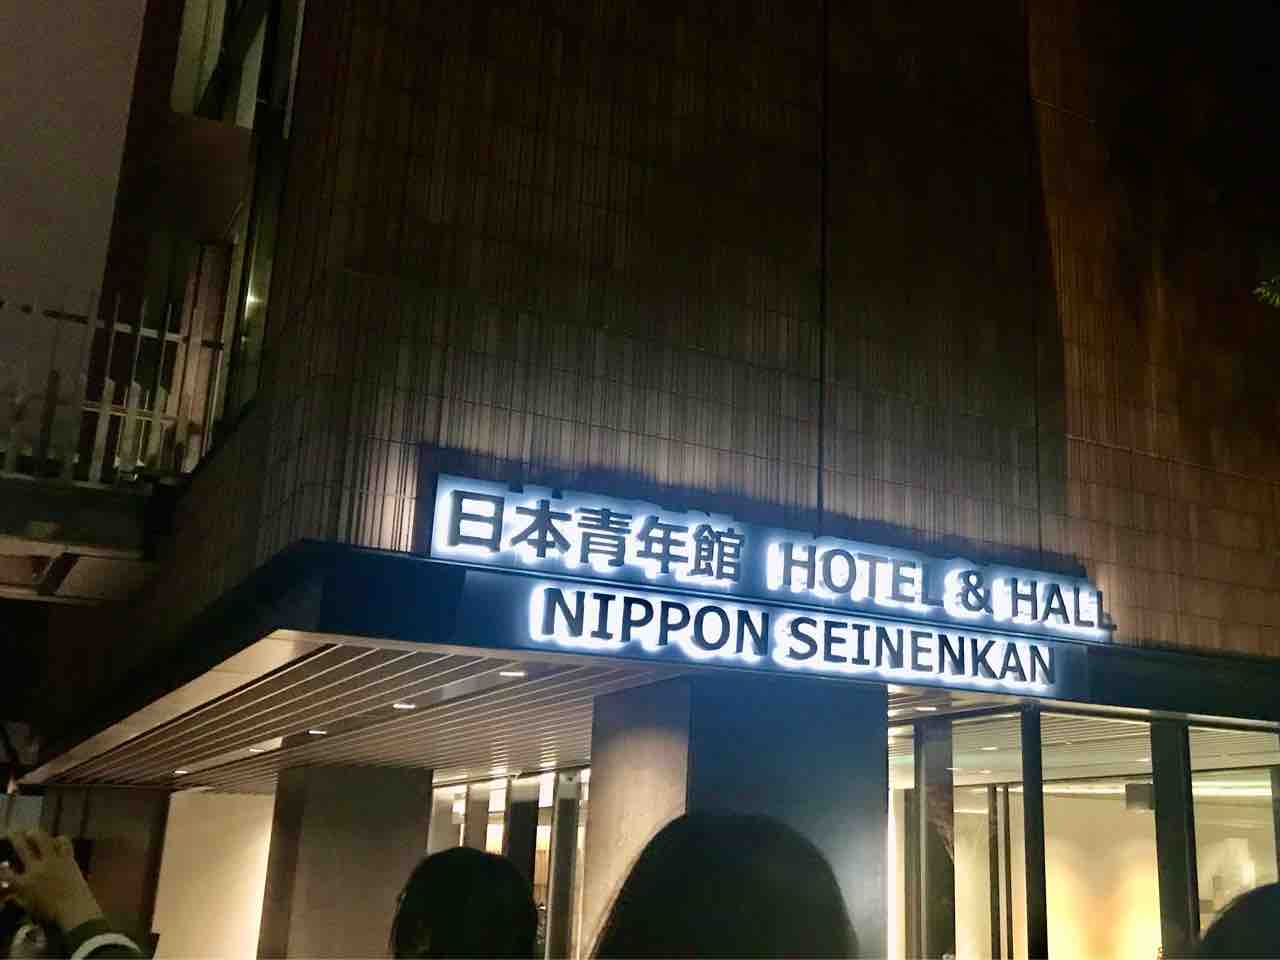 日本青年館 HOTEL & HALL
NIPPON SEINENKAN